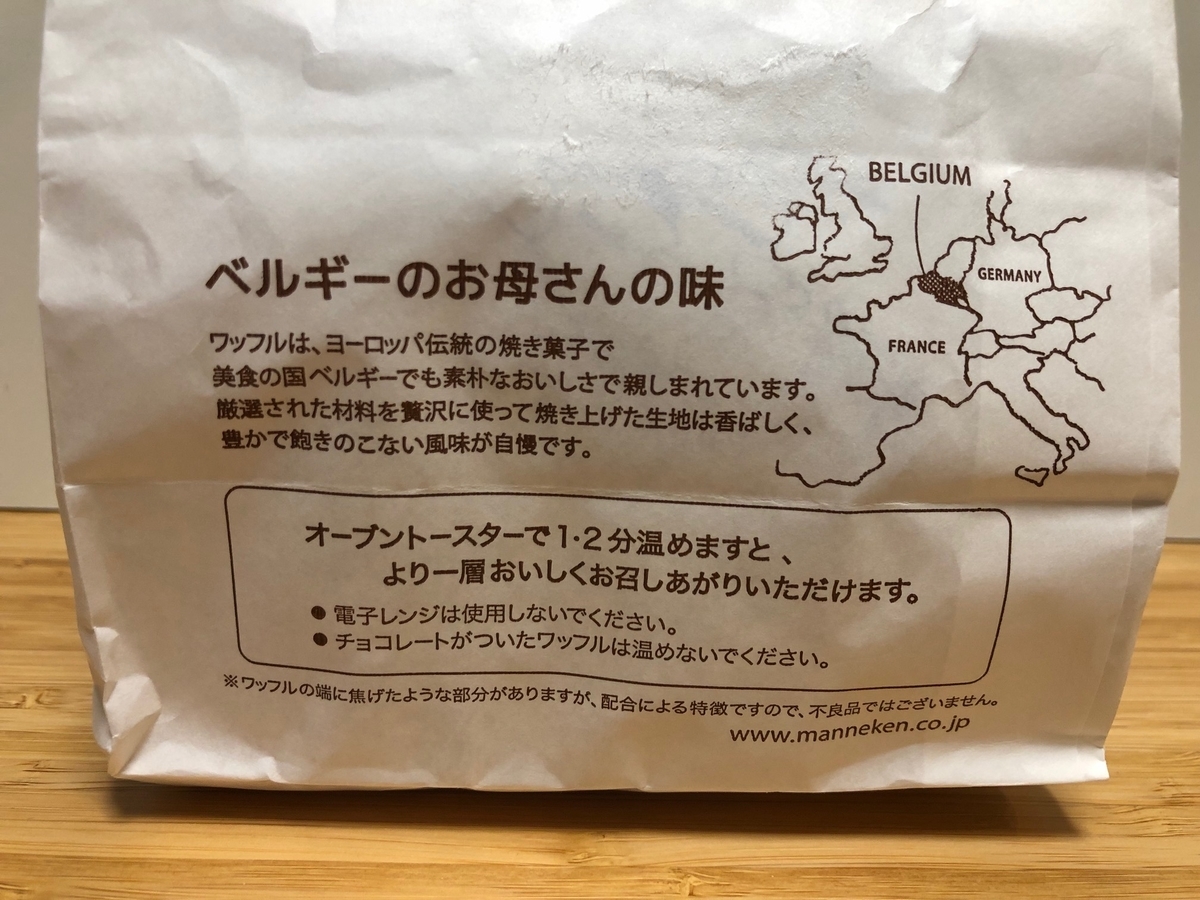 BELGIUM
GERMANY
FRANCE
ベルギーのお母さんの味
ワッフルは、ヨーロッパ伝統の焼き菓子で
美食の国ベルギーでも素朴なおいしさで親しまれています。
厳選された材料を贅沢に使って焼き上げた生地は香ばしく、
豊かで飽きのこない風味が自慢です。
オーブントースターで1・2分温めますと、
より一層おいしくお召しあがりいただけます。
● 電子レンジは使用しないでください。
● チョコレートがついたワッフルは温めないでください。
※ワッフルの端に焦げたような部分がありますが、配合による特徴ですので、不良品ではございません。
www.manneken.co.jp